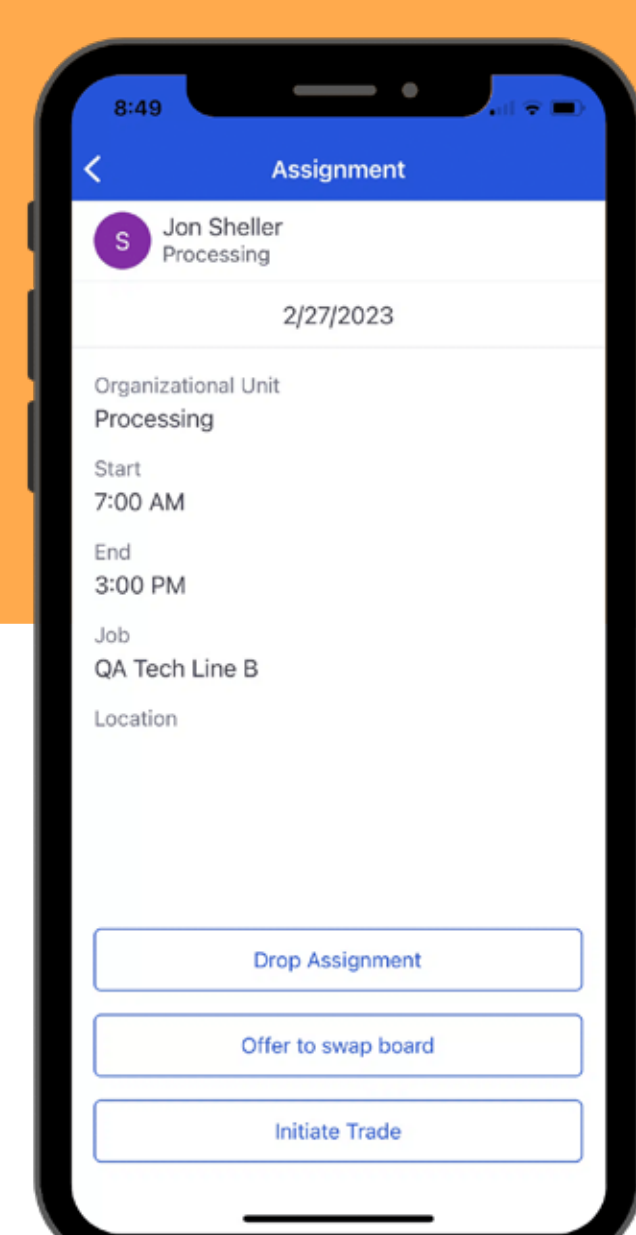 8:49
Assignment
S
Jon Sheller
Processing
2/27/2023
Organizational Unit
Processing
Start
7:00 AM
End
3:00 PM
Job
QA Tech Line B
Location
Drop Assignment
Offer to swap board
Initiate Trade